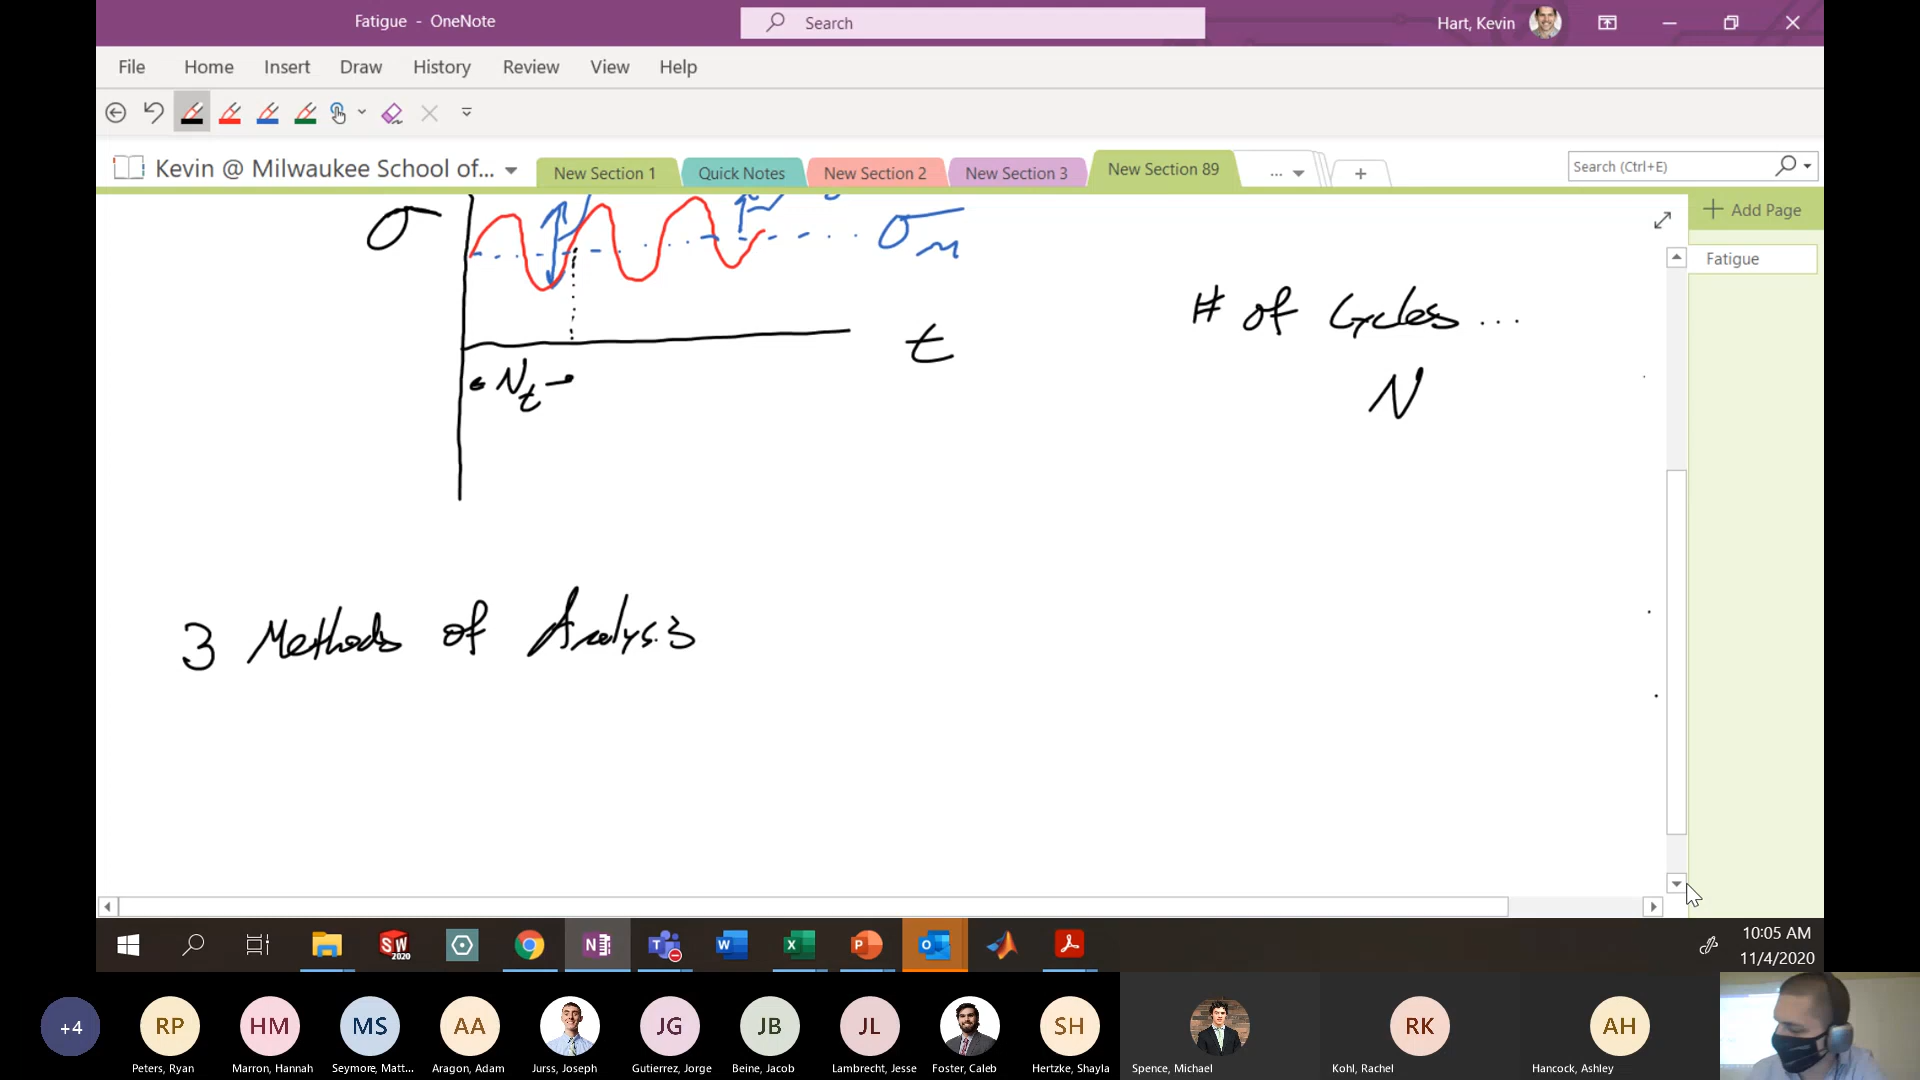 Fatigue - OneNote
Search
Hart, Kevin
File Home Insert Draw History Review View Help
Kevin @ Milwaukee School of...
New Section 1
Quick Notes
New Section 2
New Section 3
New Section 89
...
Search (Ctrl+E)
Add Page
Fatigue
σ
σm
t
Nt
# of Cycles ...
N
3 Methods of Analysis
SW
2020
10:05 AM
11/4/2020
+4
RP
HM
MS
AA
JG
JB
JL
SH
RK
AH
Peters, Ryan
Marron, Hannah
Seymore, Matt...
Aragon, Adam
Jurss, Joseph
Gutierrez, Jorge
Beine, Jacob
Lambrecht, Jesse
Foster, Caleb
Hertzke, Shayla
Spence, Michael
Kohl, Rachel
Hancock, Ashley